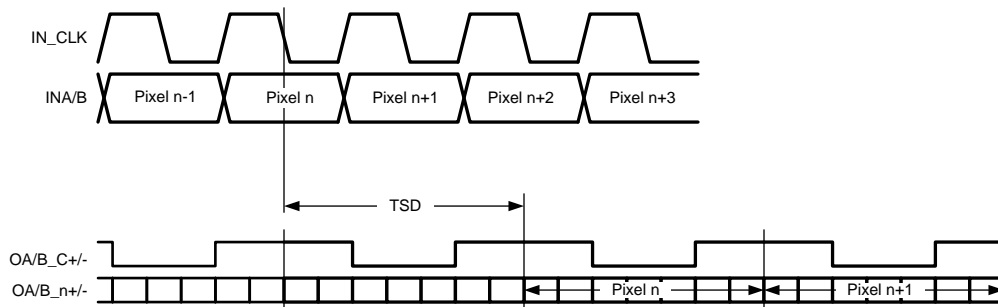 IN_CLK
INA/B
Pixel n-1
Pixel n
Pixel n+1
Pixel n+2
Pixel n+3
TSD
OA/B_C+/-
OA/B_n+/-
Pixel n
Pixel n+1